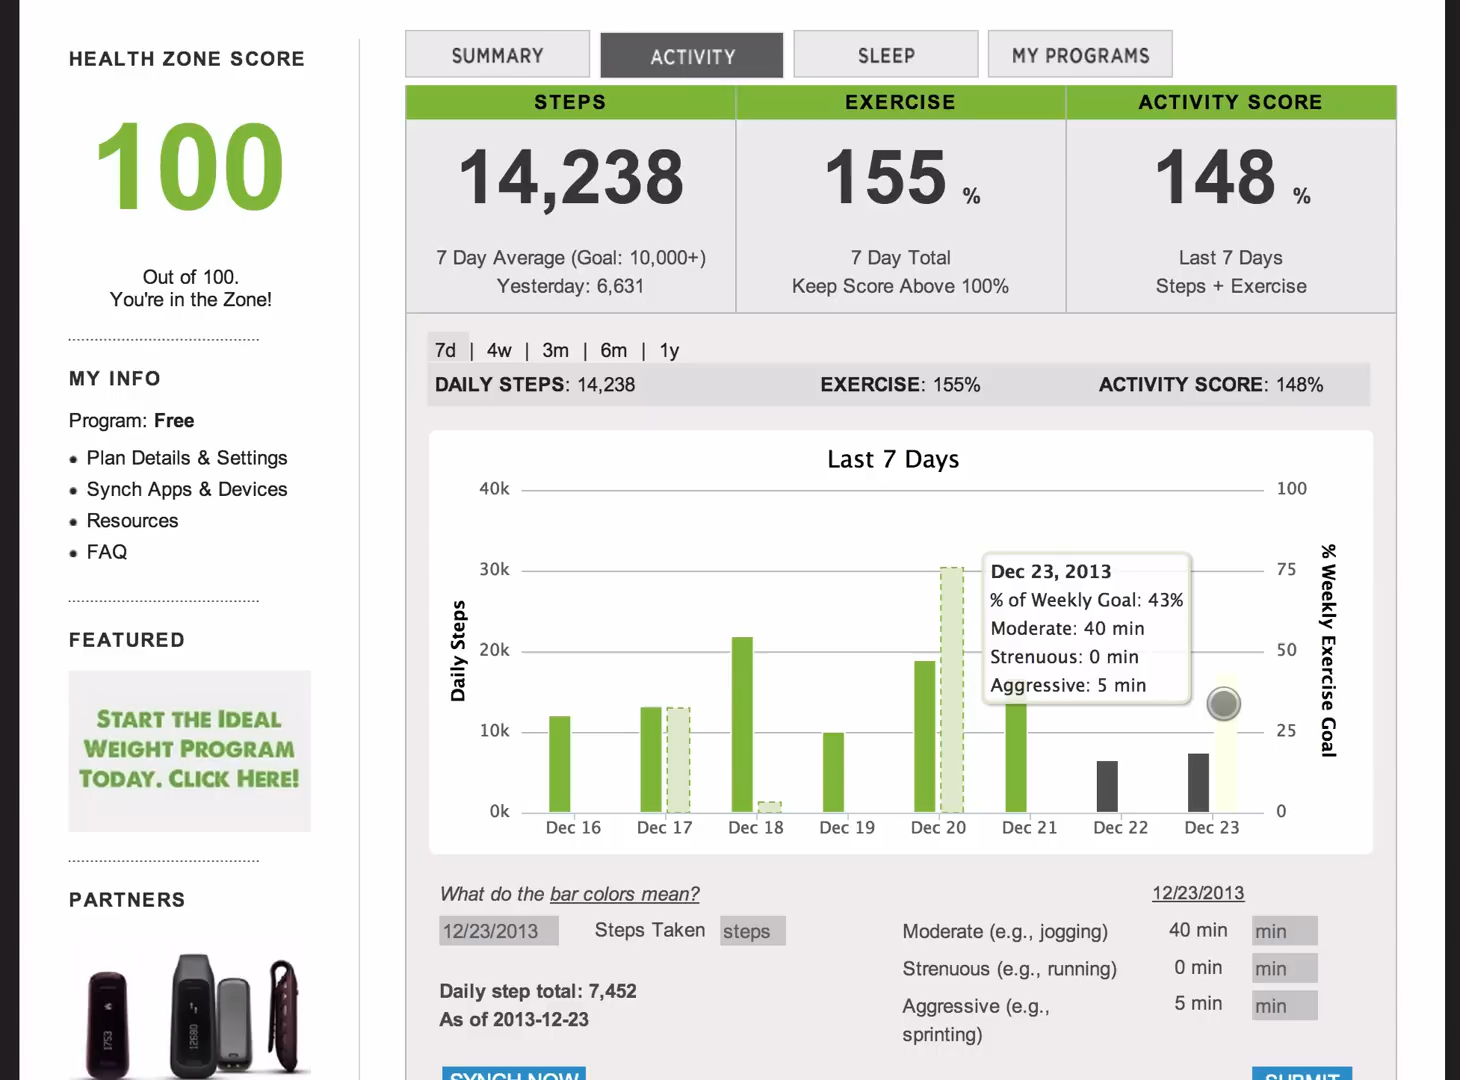 HEALTH ZONE SCORE
100
Out of 100.
You're in the Zone!
MY INFO
Program: Free
Plan Details & Settings
Synch Apps & Devices
Resources
FAQ
FEATURED
START THE IDEAL
WEIGHT PROGRAM
TODAY. CLICK HERE!
PARTNERS
1753
12680
SUMMARY
ACTIVITY
SLEEP
MY PROGRAMS
STEPS
14,238
7 Day Average (Goal: 10,000+)
Yesterday: 6,631
EXERCISE
155 %
7 Day Total
Keep Score Above 100%
ACTIVITY SCORE
148 %
Last 7 Days
Steps + Exercise
7d | 4w | 3m | 6m | 1y
DAILY STEPS: 14,238 EXERCISE: 155% ACTIVITY SCORE: 148%
Last 7 Days
Daily Steps
40k
30k
20k
10k
0k
100
75
50
25
0
% Weekly Exercise Goal
Dec 23, 2013
% of Weekly Goal: 43%
Moderate: 40 min
Strenuous: 0 min
Aggressive: 5 min
Dec 16 Dec 17 Dec 18 Dec 19 Dec 20 Dec 21 Dec 22 Dec 23
What do the bar colors mean?
12/23/2013 Steps Taken steps
Daily step total: 7,452
As of 2013-12-23
SYNCH NOW
12/23/2013
Moderate (e.g., jogging) 40 min min
Strenuous (e.g., running) 0 min min
Aggressive (e.g., 5 min min
sprinting)
SUBMIT